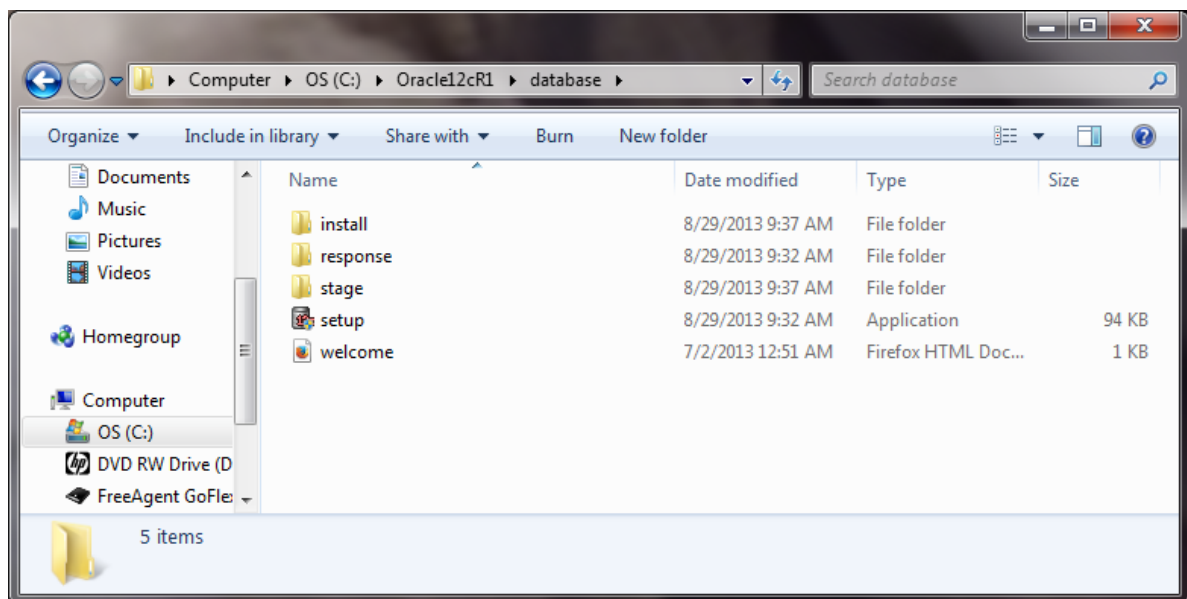 Computer OS (C:) Oracle12cR1 database Search database
Organize Include in library Share with Burn New folder
Documents
Music
Pictures
Videos
Homegroup
Computer
OS (C:)
DVD RW Drive (D
FreeAgent GoFle
Name Date modified Type Size
install 8/29/2013 9:37 AM File folder
response 8/29/2013 9:32 AM File folder
stage 8/29/2013 9:37 AM File folder
setup 8/29/2013 9:32 AM Application 94 KB
welcome 7/2/2013 12:51 AM Firefox HTML Doc... 1 KB
5 items